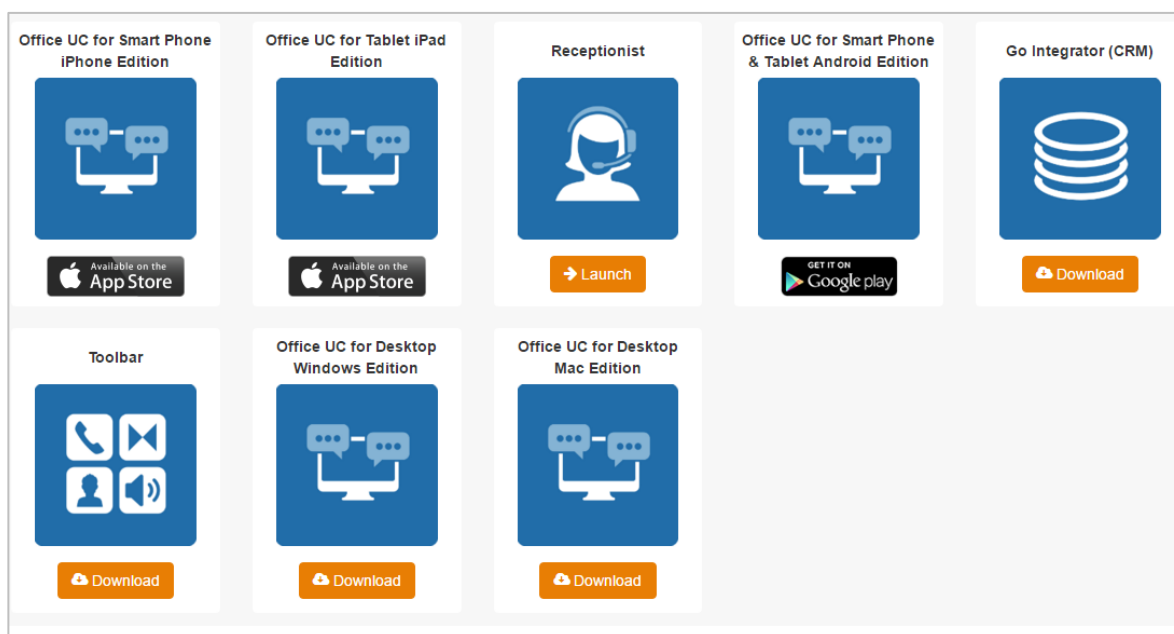 Office UC for Smart Phone
iPhone Edition
Office UC for Tablet iPad
Edition
Receptionist
Office UC for Smart Phone
& Tablet Android Edition
Go Integrator (CRM)
Available on the
App Store
Available on the
App Store
Launch
GET IT ON
Google play
Download
Toolbar
Office UC for Desktop
Windows Edition
Office UC for Desktop
Mac Edition
Download
Download
Download